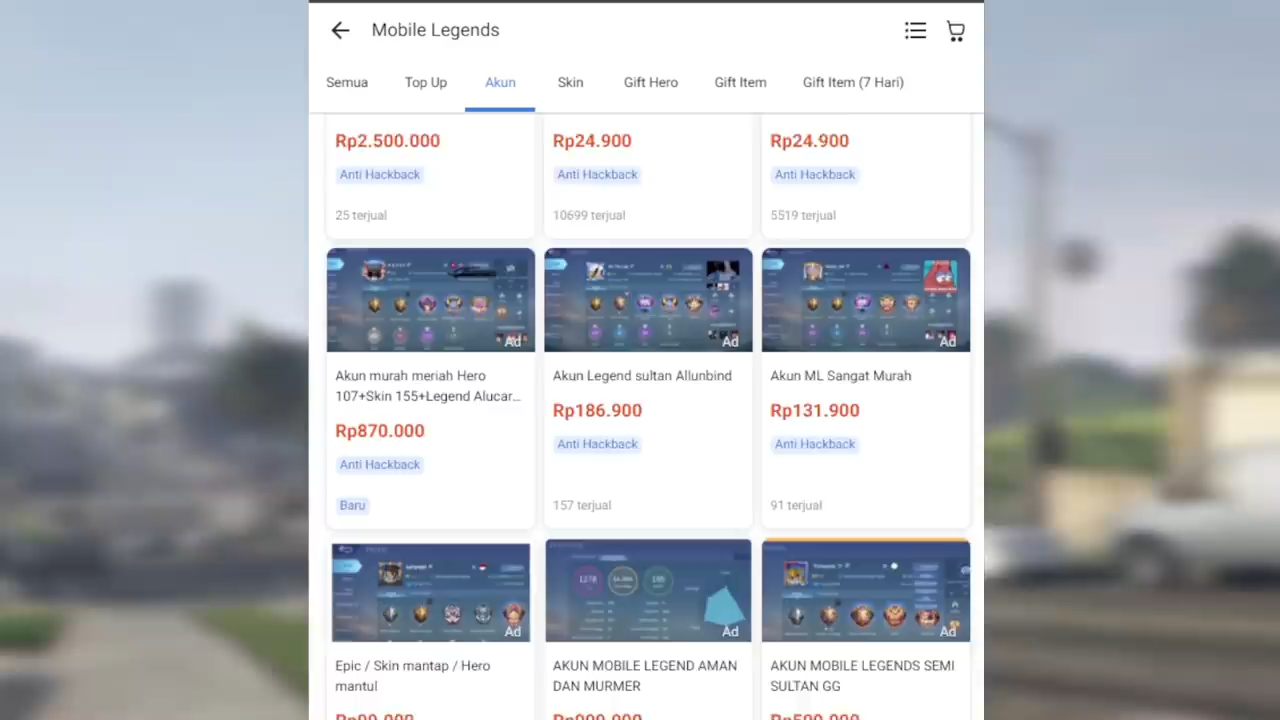 Mobile Legends
Semua
Top Up
Akun
Skin
Gift Hero
Gift Item
Gift Item (7 Hari)
Rp2.500.000
Anti Hackback
25 terjual
Rp24.900
Anti Hackback
10699 terjual
Rp24.900
Anti Hackback
5519 terjual
Ad
Akun murah meriah Hero
107+Skin 155+Legend Alucar...
Rp870.000
Anti Hackback
Baru
Ad
Akun Legend sultan Allunbind
Rp186.900
Anti Hackback
157 terjual
Ad
Akun ML Sangat Murah
Rp131.900
Anti Hackback
91 terjual
Ad
Epic / Skin mantap / Hero
mantul
Ad
AKUN MOBILE LEGEND AMAN
DAN MURMER
Ad
AKUN MOBILE LEGENDS SEMI
SULTAN GG